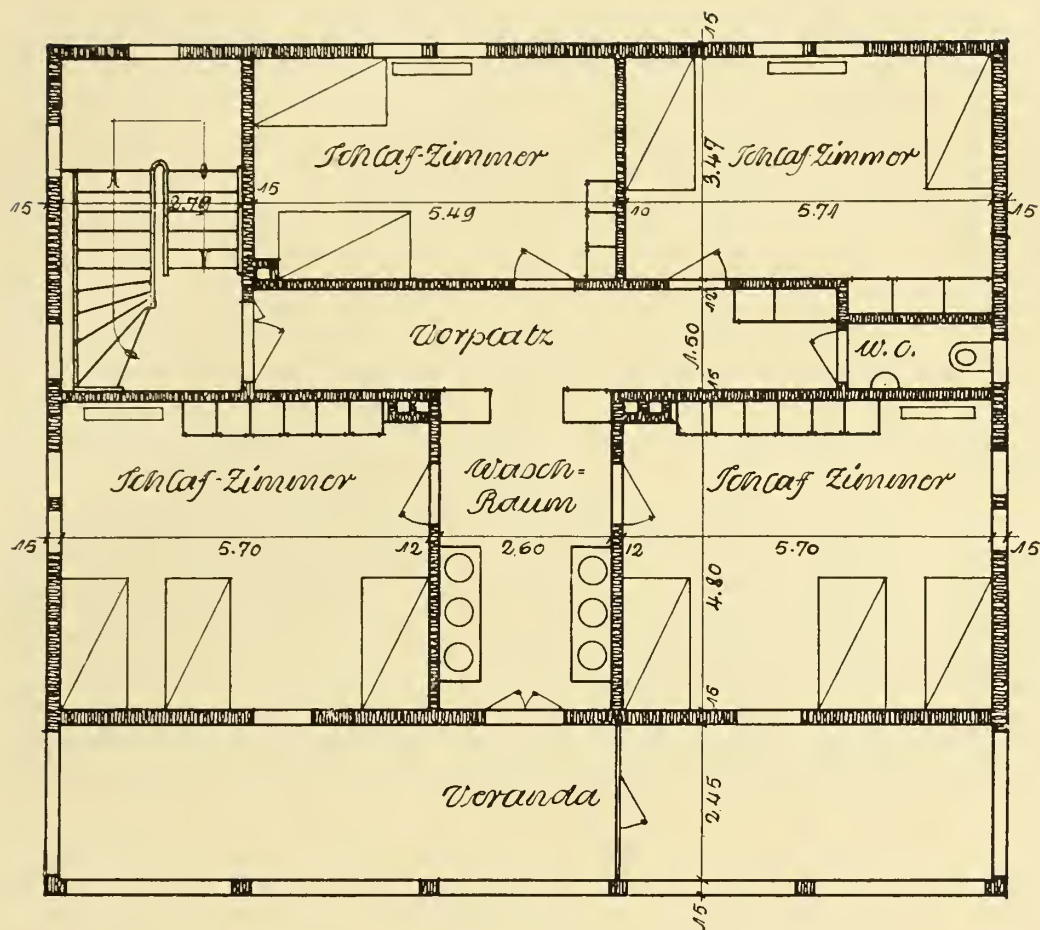 15
Schlaf-Zimmer
Schlaf-Zimmer
3.47
15
2.79
15
5.49
10
5.71
15
12
Vorplatz
1.50
W.C.
15
Schlaf-Zimmer
Wasch=
Raum
Schlaf Zimmer
15
5.70
12
2.60
12
5.70
15
4.80
15
Veranda
2.45
15